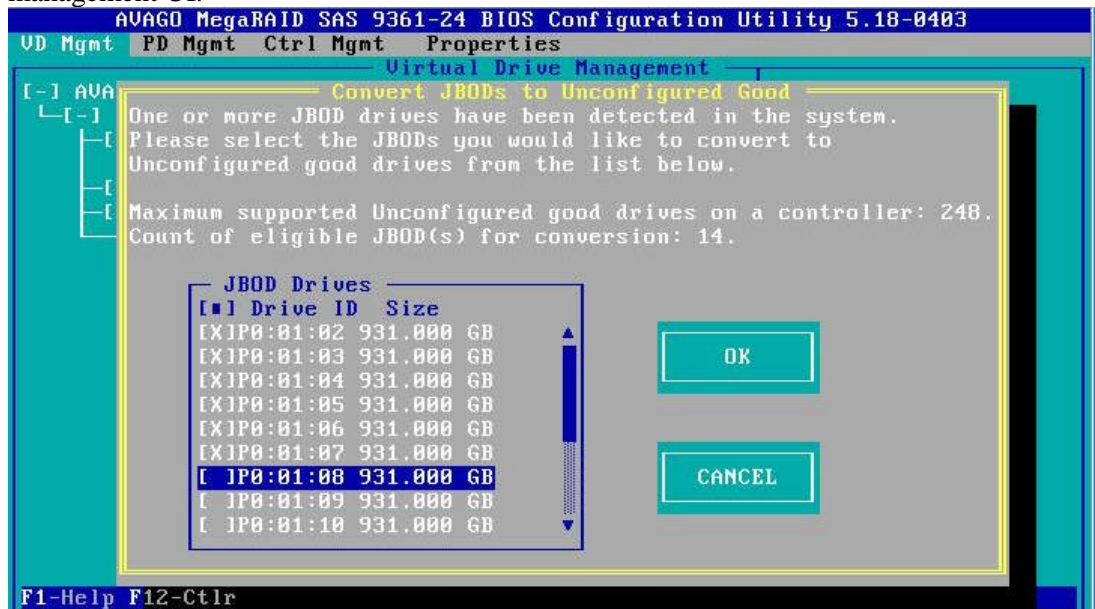 AVAGO MegaRAID SAS 9361-24 BIOS Configuration Utility 5.18-0403
VD Mgmt PD Mgmt Ctrl Mgmt Properties
Virtual Drive Management
[-] AVA
Convert JBODs to Unconfigured Good
[-]
One or more JBOD drives have been detected in the system.
[
Please select the JBODs you would like to convert to
Unconfigured good drives from the list below.
[
[
Maximum supported Unconfigured good drives on a controller: 248.
Count of eligible JBOD(s) for conversion: 14.
JBOD Drives
[■] Drive ID Size
[X]P0:01:02 931.000 GB
[X]P0:01:03 931.000 GB
[X]P0:01:04 931.000 GB
[X]P0:01:05 931.000 GB
[X]P0:01:06 931.000 GB
[X]P0:01:07 931.000 GB
[ ]P0:01:08 931.000 GB
[ ]P0:01:09 931.000 GB
[ ]P0:01:10 931.000 GB
OK
CANCEL
F1-Help F12-Ctlr